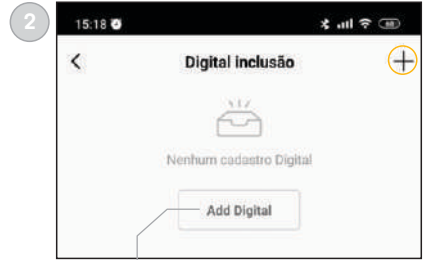 2
15:18
Digital inclusão
Nenhum cadastro Digital
Add Digital